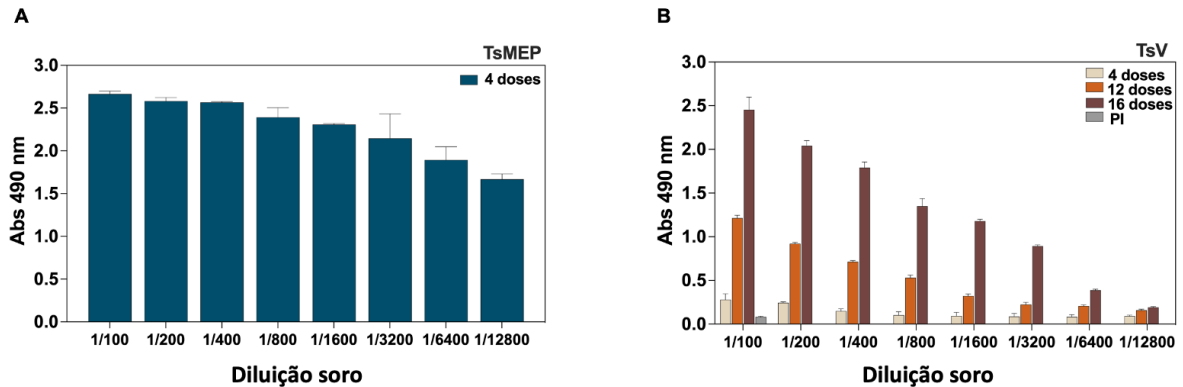 A
TsMEP
4 doses
Abs 490 nm
3.0
2.5
2.0
1.5
1.0
0.5
0.0
1/100 1/200 1/400 1/800 1/1600 1/3200 1/6400 1/12800
Diluição soro
B
TsV
4 doses
12 doses
16 doses
PI
Abs 490 nm
3.0
2.5
2.0
1.5
1.0
0.5
0.0
1/100 1/200 1/400 1/800 1/1600 1/3200 1/6400 1/12800
Diluição soro